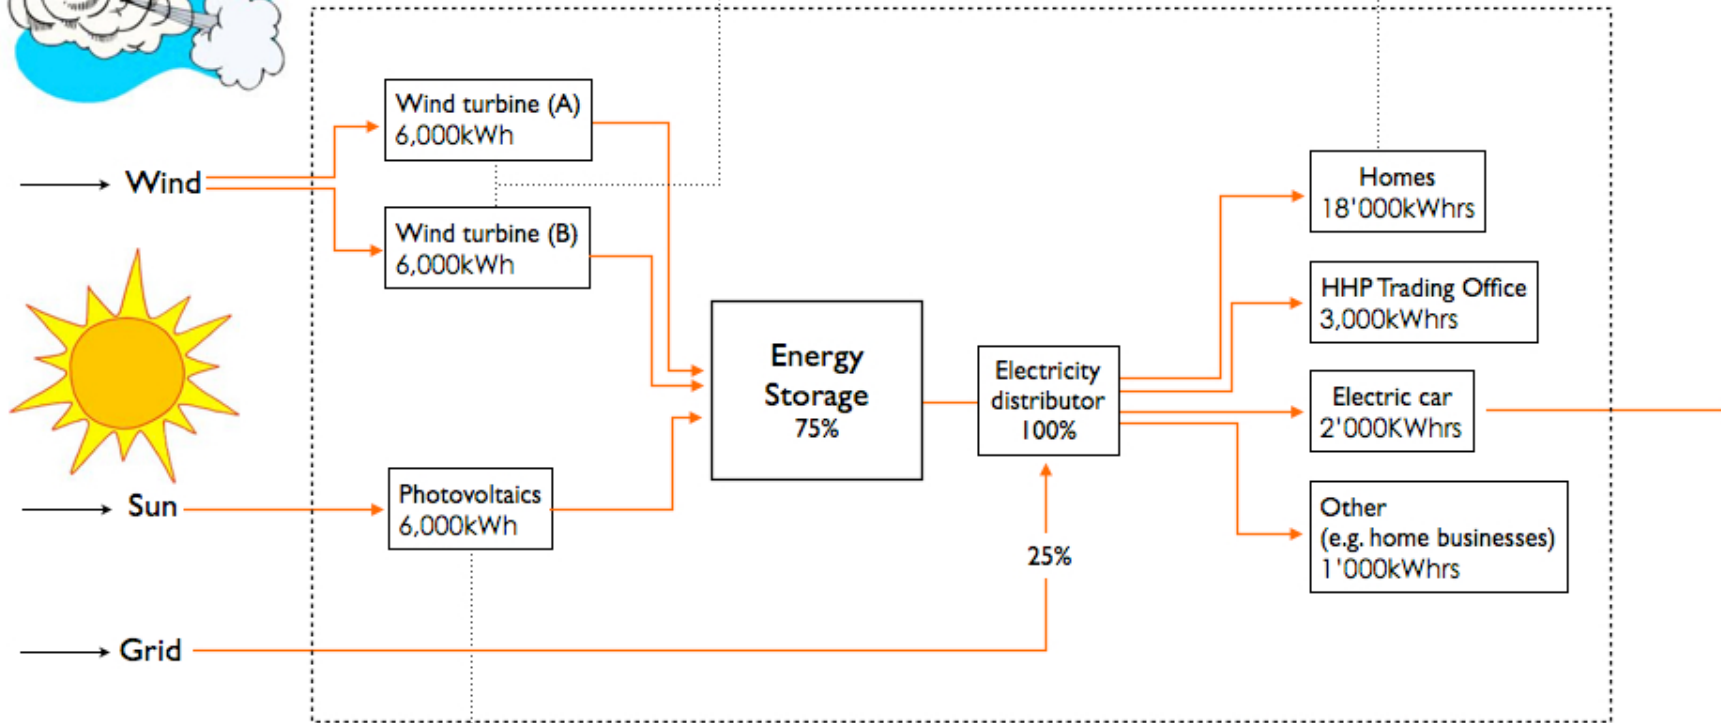 Wind turbine (A)
6,000kWh
Wind
Wind turbine (B)
6,000kWh
Homes
18'000kWhrs
HHP Trading Office
3,000kWhrs
Energy
Storage
75%
Electricity
distributor
100%
Electric car
2'000KWhrs
Sun
Photovoltaics
6,000kWh
Other
(e.g. home businesses)
1'000kWhrs
25%
Grid